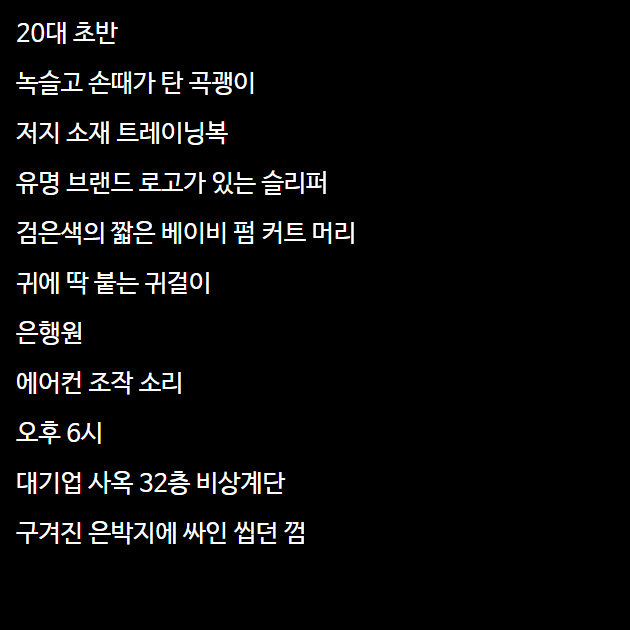 20대 초반
녹슬고 손때가 탄 곡괭이
저지 소재 트레이닝복
유명 브랜드 로고가 있는 슬리퍼
검은색의 짧은 베이비 펌 커트 머리
귀에 딱 붙는 귀걸이
은행원
에어컨 조작 소리
오후 6시
대기업 사옥 32층 비상계단
구겨진 은박지에 싸인 씹던 껌